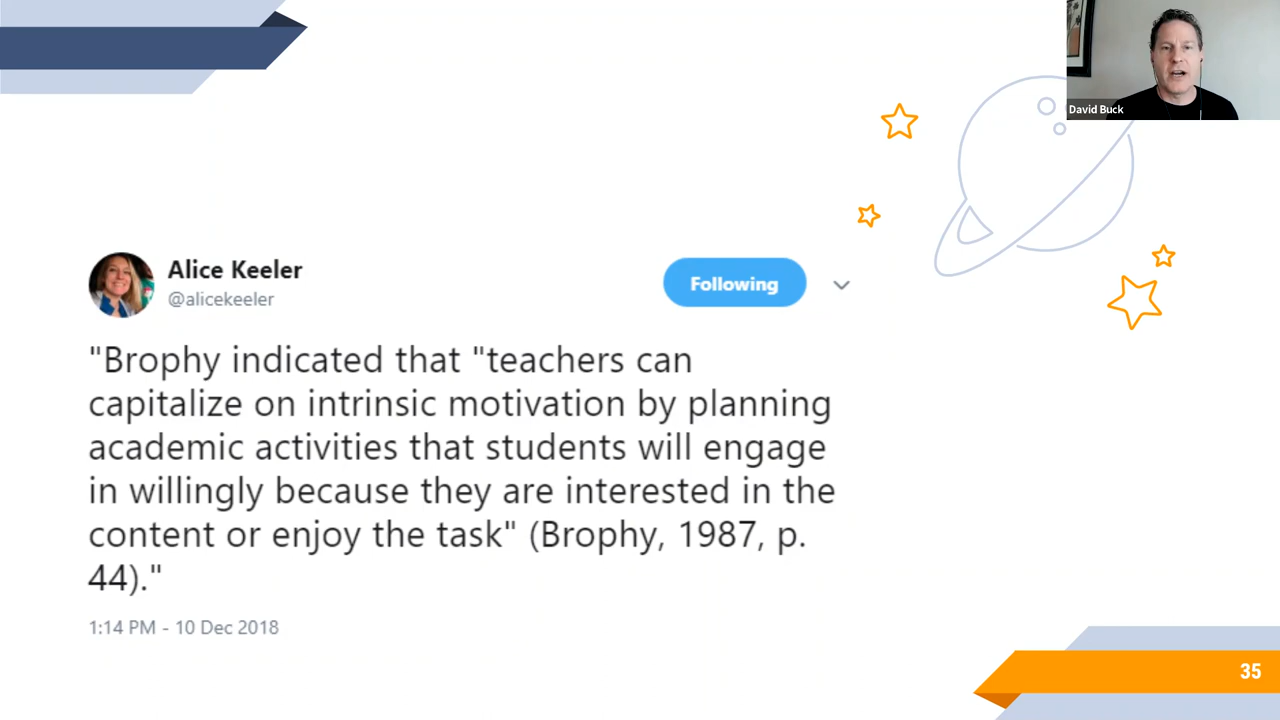 David Buck
Alice Keeler
@alicekeeler
Following
"Brophy indicated that "teachers can
capitalize on intrinsic motivation by planning
academic activities that students will engage
in willingly because they are interested in the
content or enjoy the task" (Brophy, 1987, p.
44)."
1:14 PM - 10 Dec 2018
35